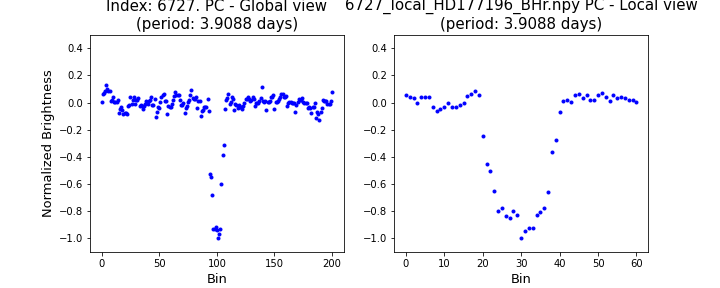 Index: 6727. PC - Global view
(period: 3.9088 days)
6727_local_HD177196_BHr.npy PC - Local view
(period: 3.9088 days)
Normalized Brightness
0.4
0.2
0.0
−0.2
−0.4
−0.6
−0.8
−1.0
0 50 100 150 200
Bin
0.4
0.2
0.0
−0.2
−0.4
−0.6
−0.8
−1.0
0 10 20 30 40 50 60
Bin